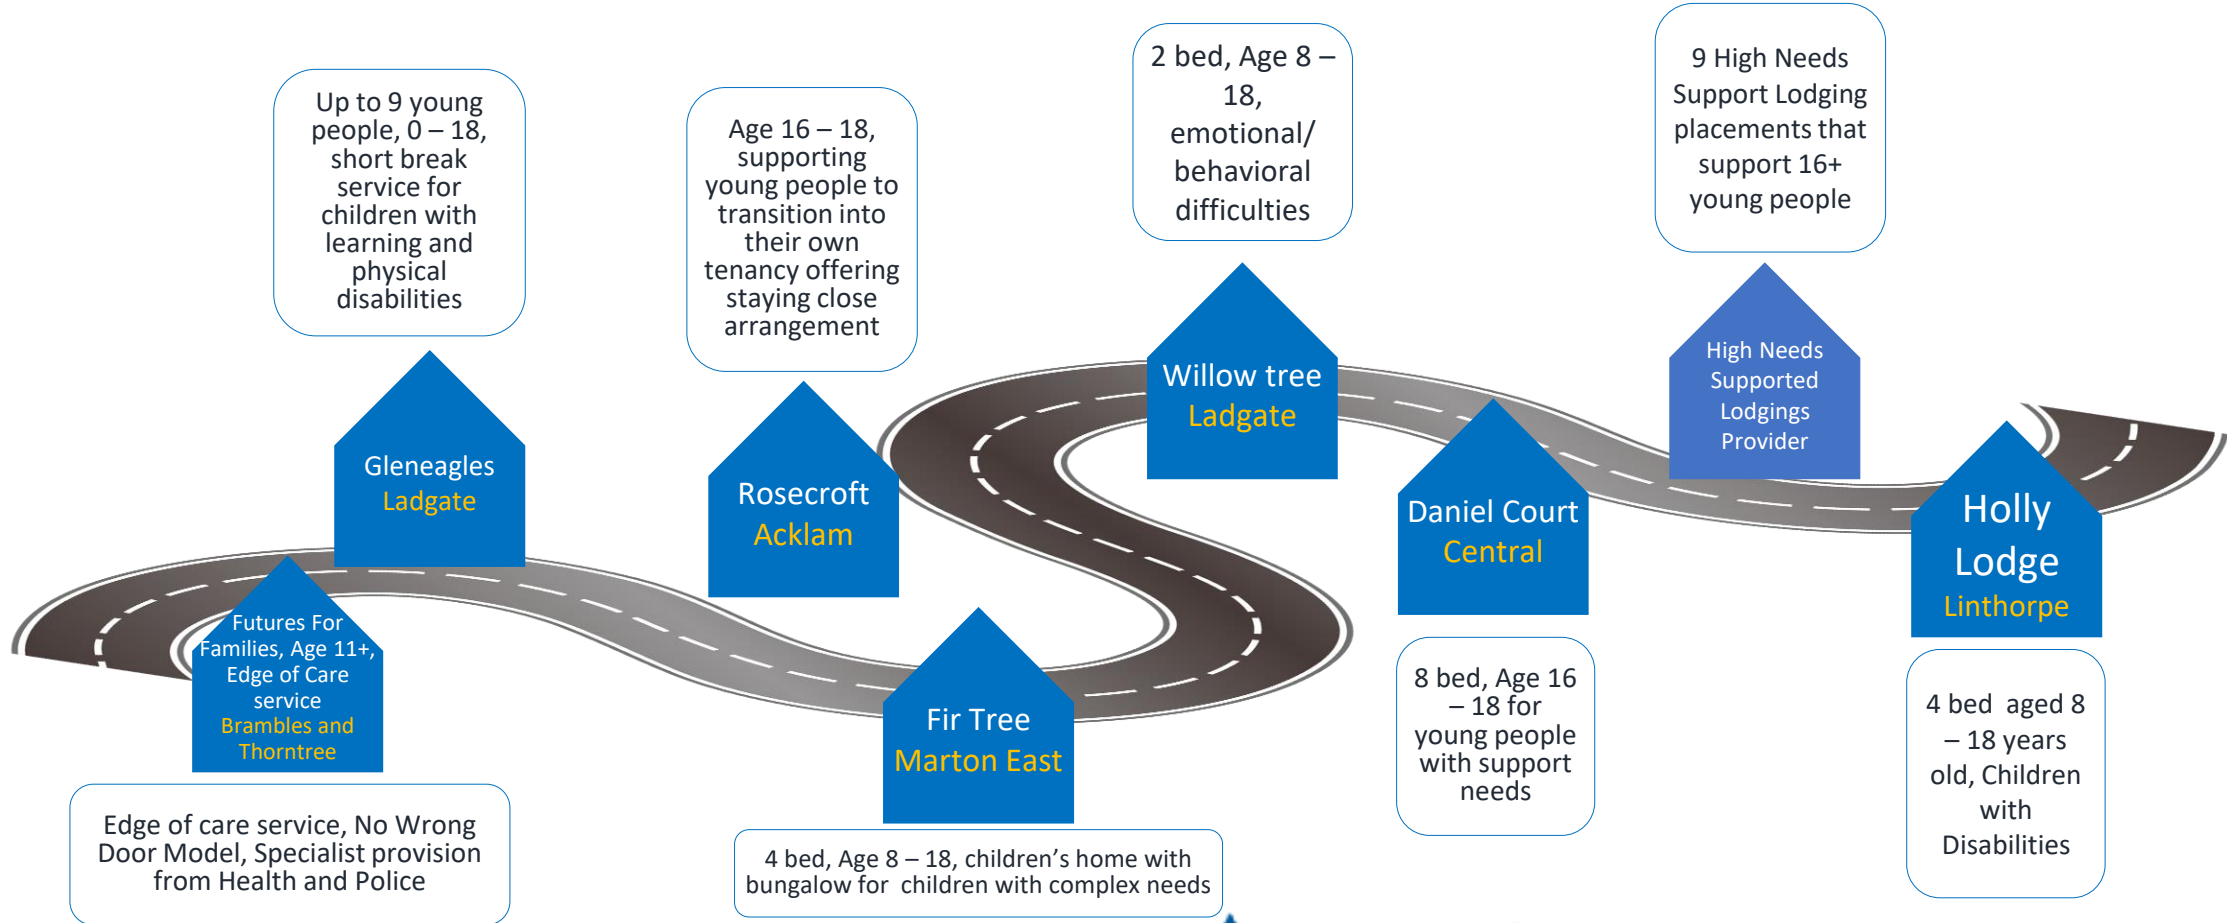 Up to 9 young
people, 0 – 18,
short break
service for
children with
learning and
physical
disabilities
Gleneagles
Ladgate
Futures For
Families, Age 11+,
Edge of Care
service
Brambles and
Thorntree
Edge of care service, No Wrong
Door Model, Specialist provision
from Health and Police
Age 16 – 18,
supporting
young people to
transition into
their own
tenancy offering
staying close
arrangement
Rosecroft
Acklam
Fir Tree
Marton East
4 bed, Age 8 – 18, children’s home with
bungalow for  children with complex needs
2 bed, Age 8 –
18,
emotional/
behavioral
difficulties
Willow tree
Ladgate
Daniel Court
Central
8 bed, Age 16
– 18 for
young people
with support
needs
9 High Needs
Support Lodging
placements that
support 16+
young people
High Needs
Supported
Lodgings
Provider
Holly
Lodge
Linthorpe
4 bed  aged 8
– 18 years
old, Children
with
Disabilities